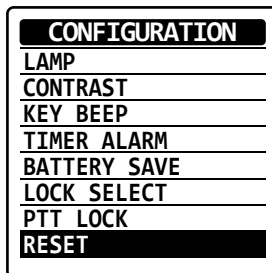 CONFIGURATION
LAMP
CONTRAST
KEY BEEP
TIMER ALARM
BATTERY SAVE
LOCK SELECT
PTT LOCK
RESET